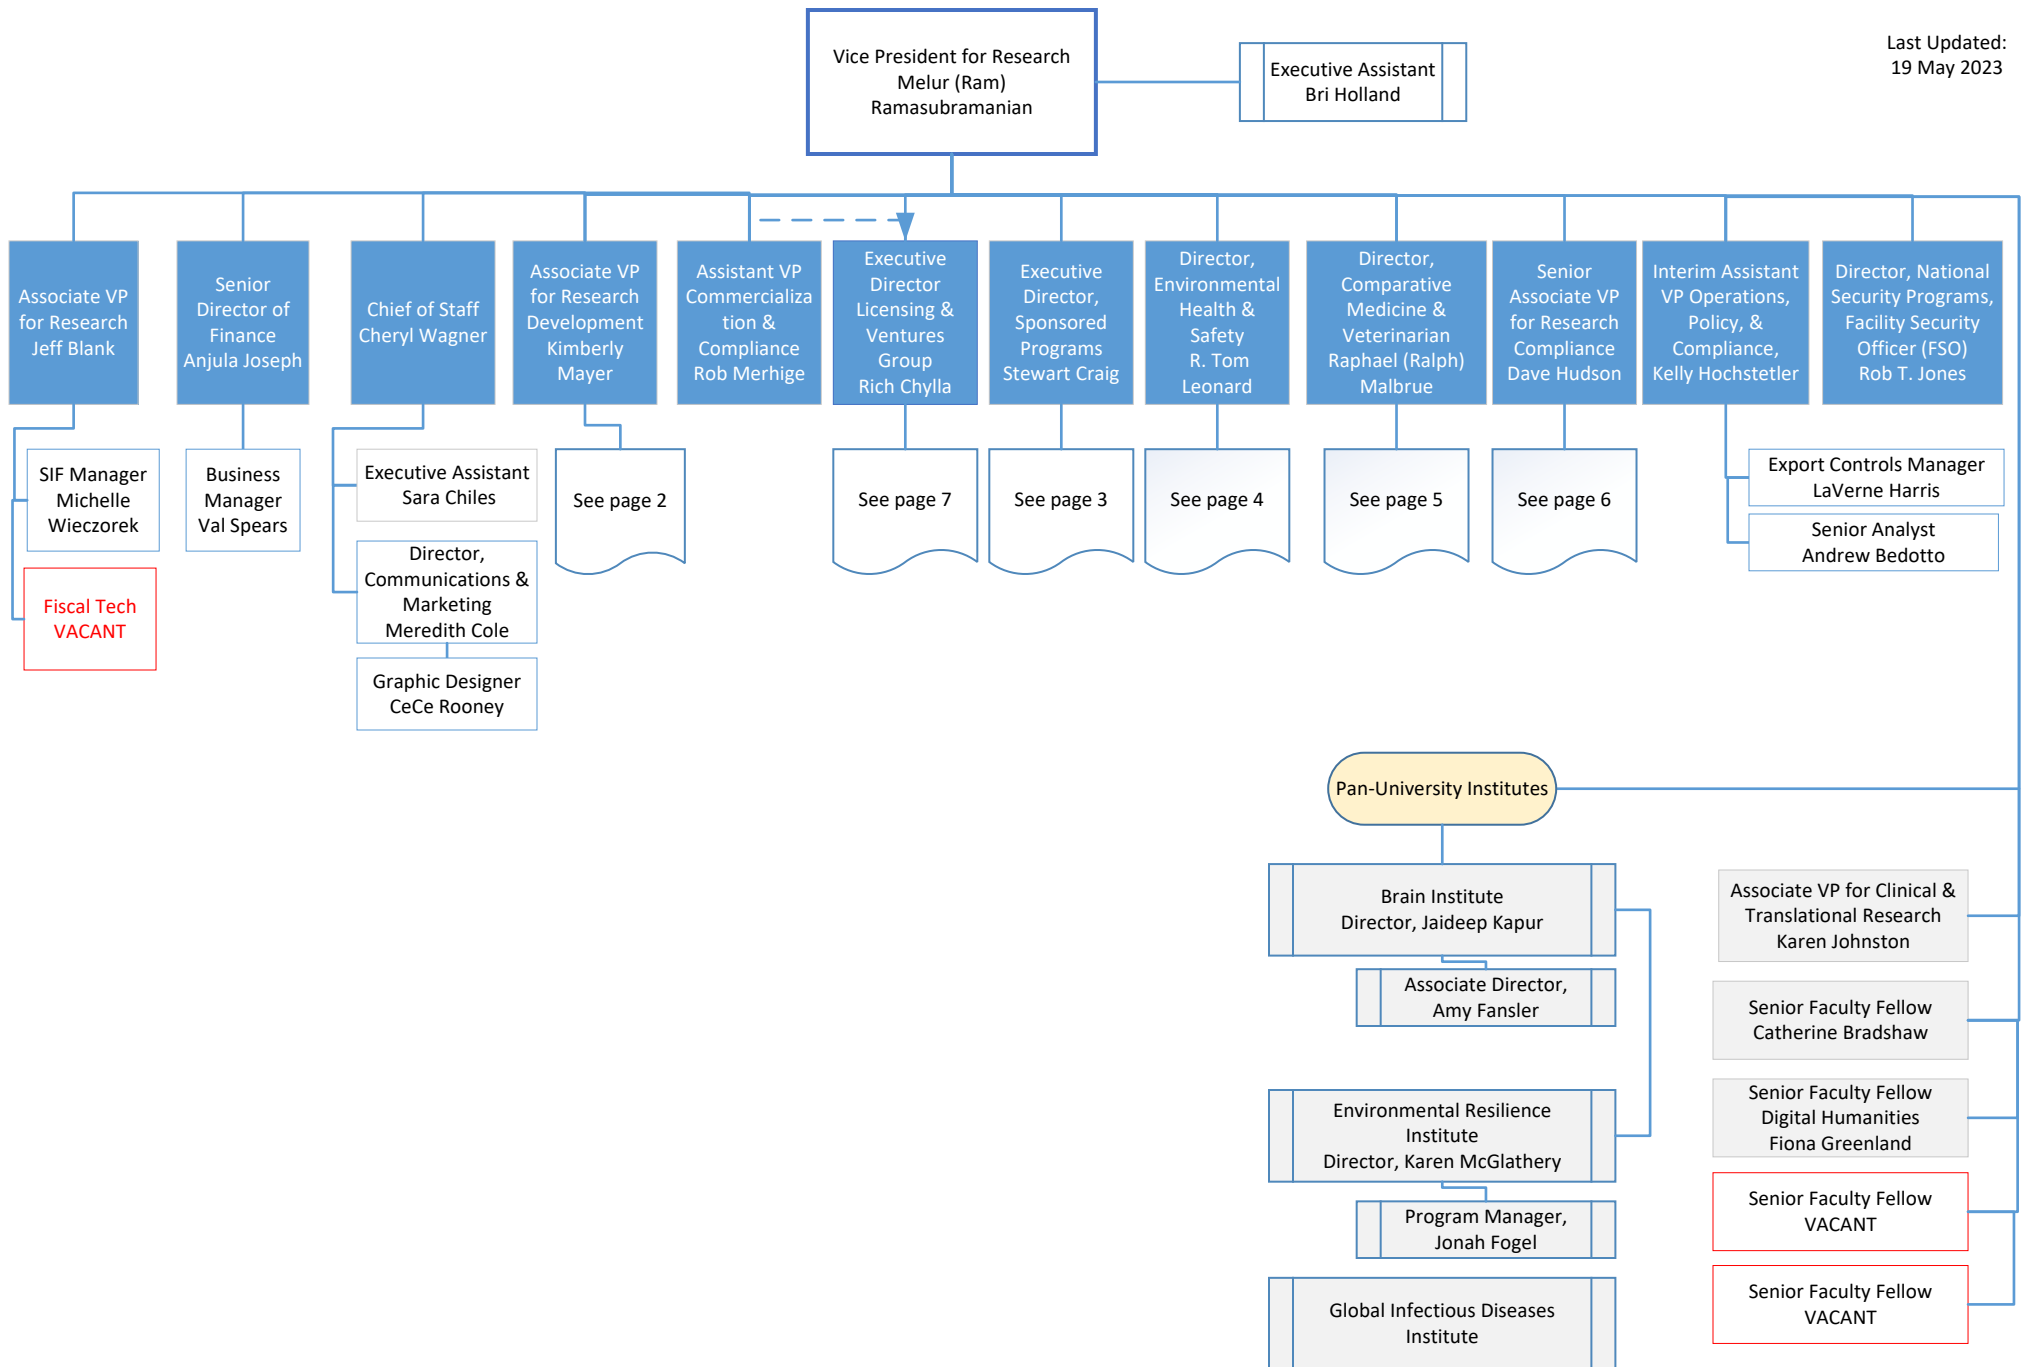 Vice President for Research
Melur (Ram)
Ramasubramanian
Executive Assistant
Bri Holland
Last Updated:
19 May 2023
Associate VP
for Research
Jeff Blank
Senior
Director of
Finance
Anjula Joseph
Chief of Staff
Cheryl Wagner
Associate VP
for Research
Development
Kimberly
Mayer
Assistant VP
Commercializa
tion &
Compliance
Rob Merhige
Executive
Director
Licensing &
Ventures
Group
Rich Chylla
Executive
Director,
Sponsored
Programs
Stewart Craig
Director,
Environmental
Health &
Safety
R. Tom
Leonard
Director,
Comparative
Medicine &
Veterinarian
Raphael (Ralph)
Malbrue
Senior
Associate VP
for Research
Compliance
Dave Hudson
Interim Assistant
VP Operations,
Policy, &
Compliance,
Kelly Hochstetler
Director, National
Security Programs,
Facility Security
Officer (FSO)
Rob T. Jones
SIF Manager
Michelle
Wieczorek
Business
Manager
Val Spears
Executive Assistant
Sara Chiles
See page 2
See page 7
See page 3
See page 4
See page 5
See page 6
Export Controls Manager
LaVerne Harris
Senior Analyst
Andrew Bedotto
Fiscal Tech
VACANT
Director,
Communications &
Marketing
Meredith Cole
Graphic Designer
CeCe Rooney
Pan-University Institutes
Brain Institute
Director, Jaideep Kapur
Associate Director,
Amy Fansler
Environmental Resilience
Institute
Director, Karen McGlathery
Program Manager,
Jonah Fogel
Global Infectious Diseases
Institute
Associate VP for Clinical &
Translational Research
Karen Johnston
Senior Faculty Fellow
Catherine Bradshaw
Senior Faculty Fellow
Digital Humanities
Fiona Greenland
Senior Faculty Fellow
VACANT
Senior Faculty Fellow
VACANT